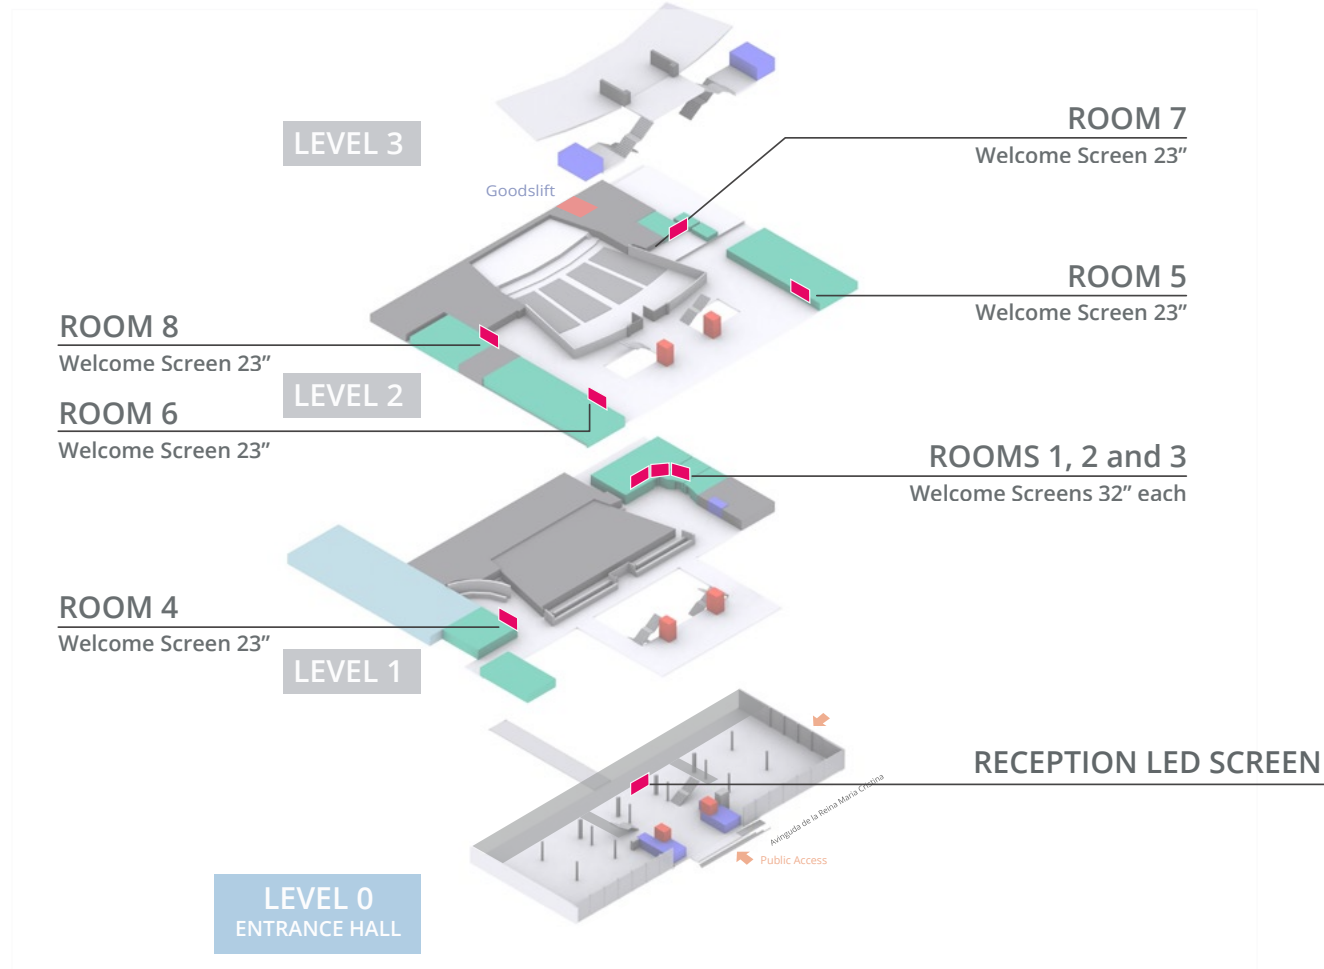 ROOM 7
Welcome Screen 23”
LEVEL 3
Goodslift
ROOM 5
Welcome Screen 23”
ROOM 8
Welcome Screen 23”
LEVEL 2
ROOM 6
Welcome Screen 23”
ROOMS 1, 2 and 3
Welcome Screens 32” each
ROOM 4
Welcome Screen 23”
LEVEL 1
RECEPTION LED SCREEN
Avinguda de la Reina Maria Cristina
Public Access
LEVEL 0
ENTRANCE HALL